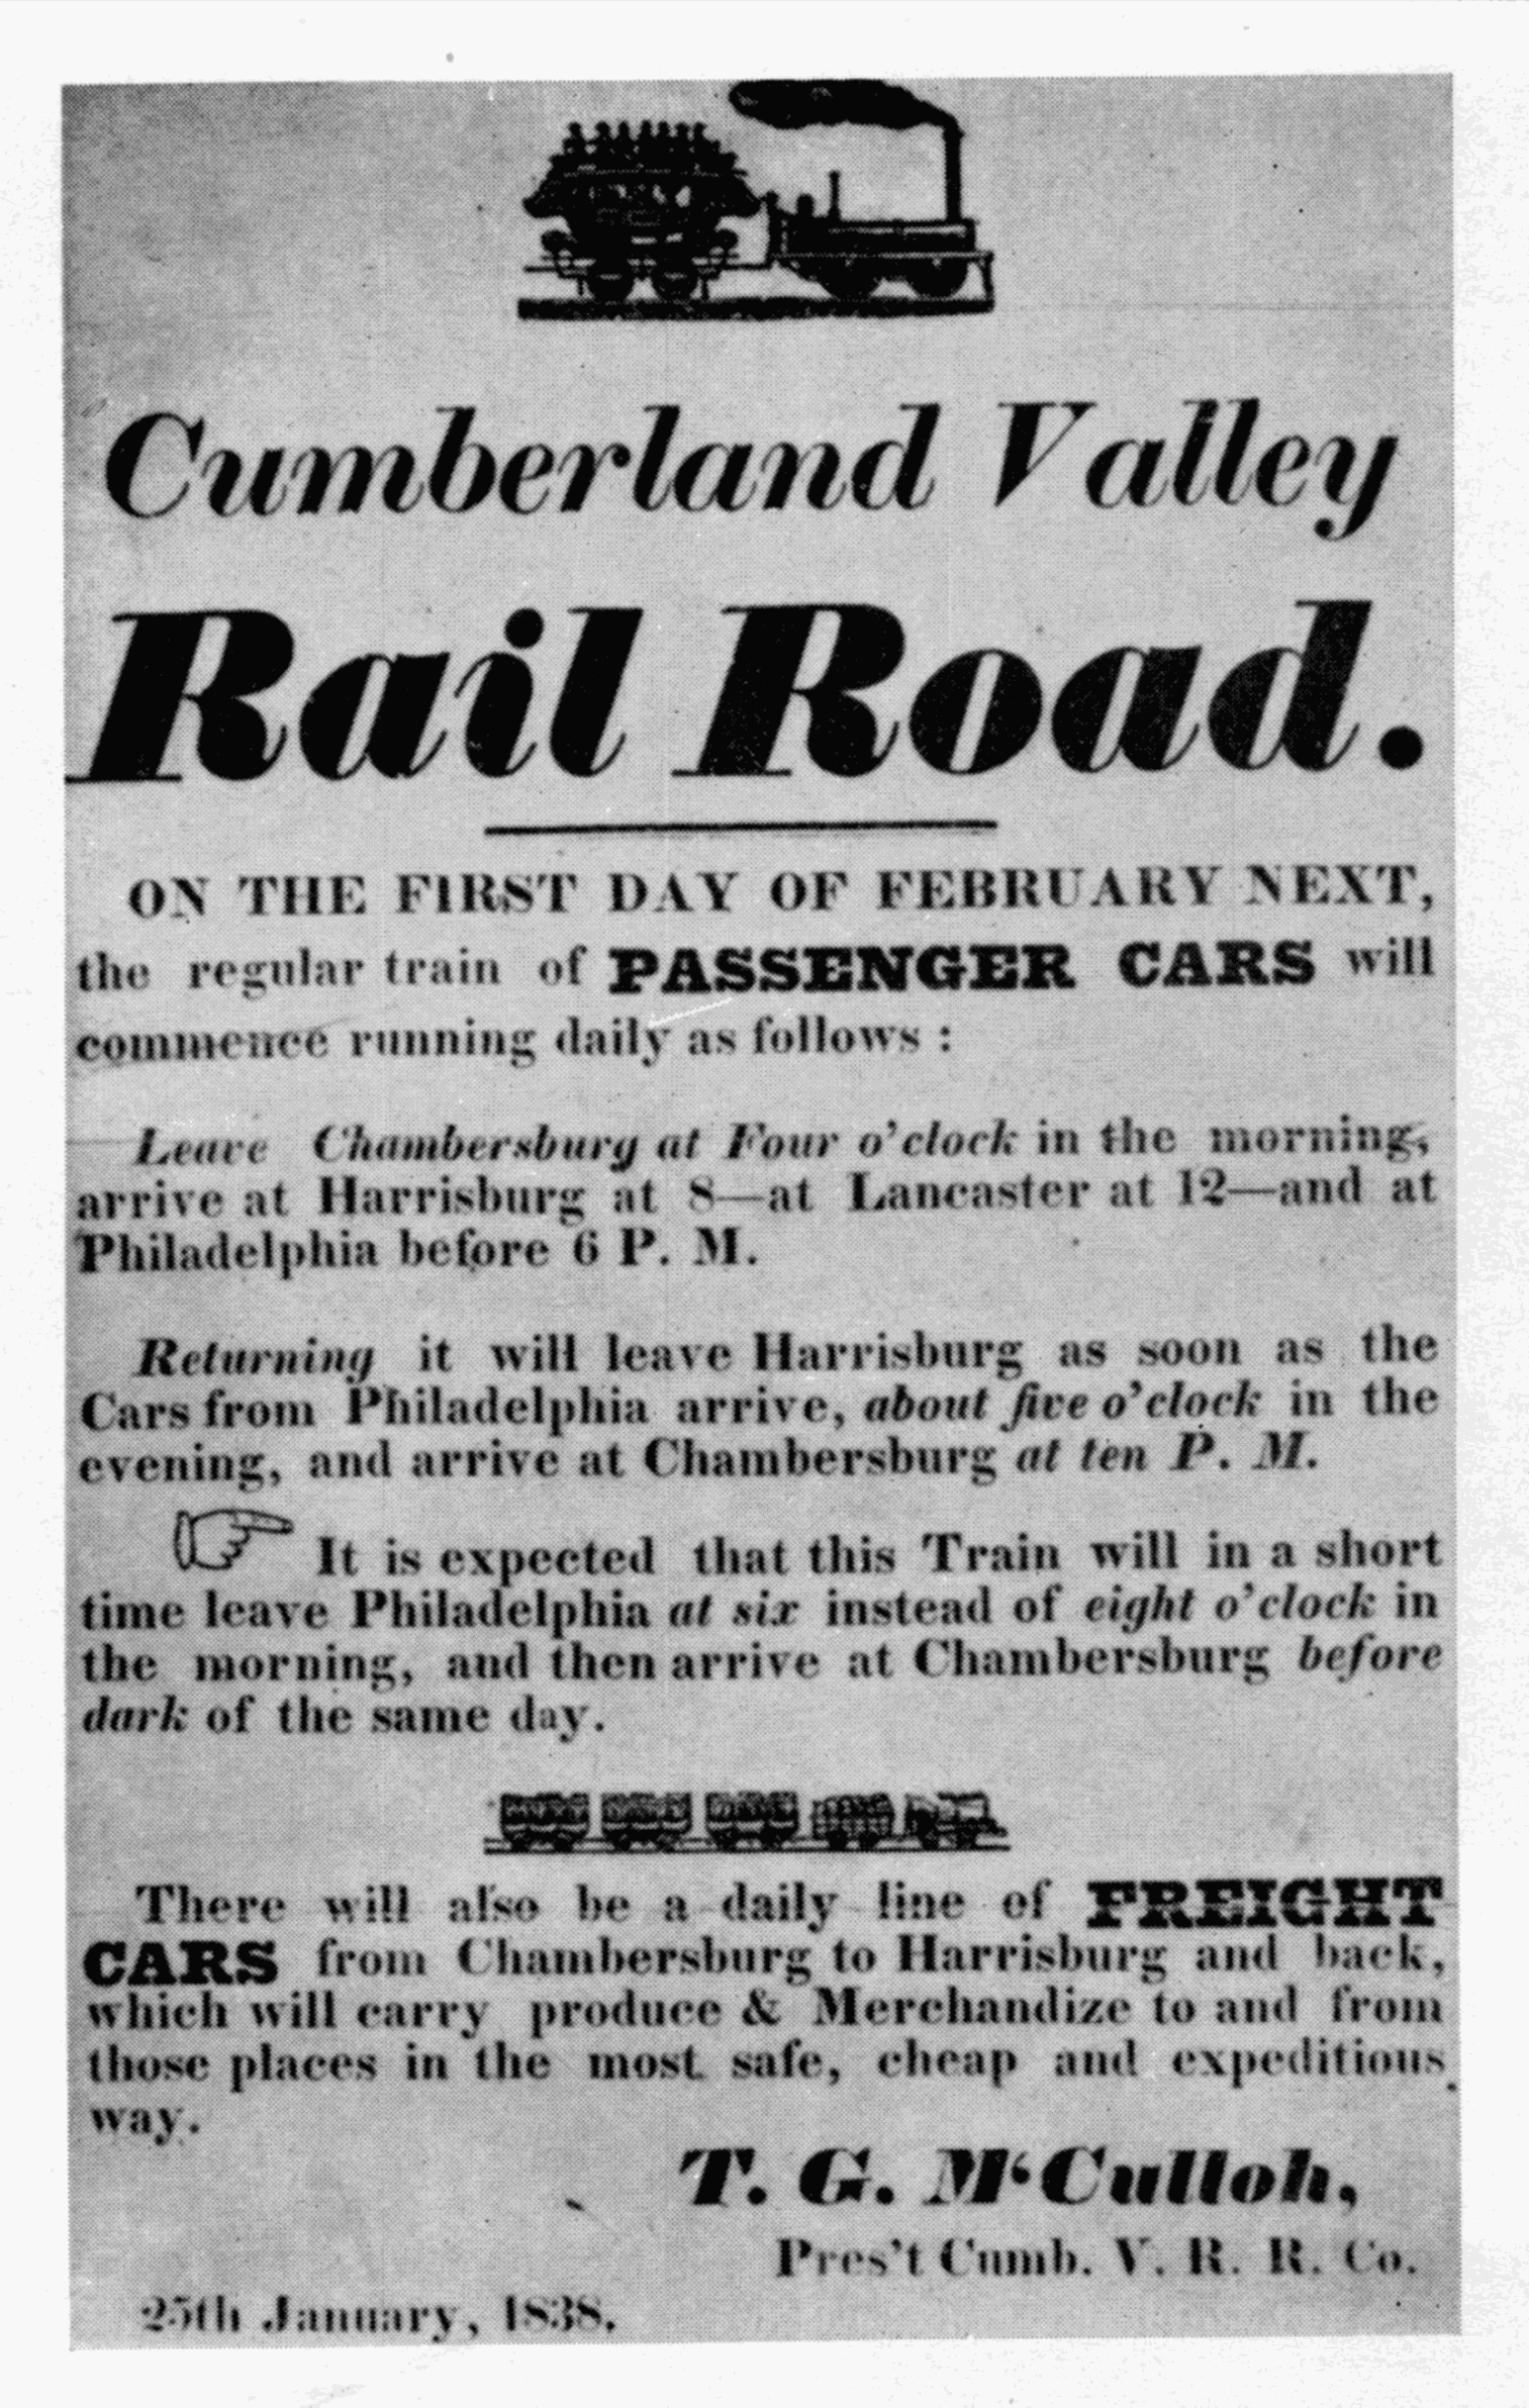 Cumberland Valley
Rail Road.
ON THE FIRST DAY OF FEBRUARY NEXT,
the regular train of PASSENGER CARS will
commence running daily as follows :
Leave Chambersburg at Four o'clock in the morning,
arrive at Harrisburg at 8—at Lancaster at 12—and at
Philadelphia before 6 P. M.
Returning it will leave Harrisburg as soon as the
Cars from Philadelphia arrive, about five o'clock in the
evening, and arrive at Chambersburg at ten P. M.
☞ It is expected that this Train will in a short
time leave Philadelphia at six instead of eight o'clock in
the morning, and then arrive at Chambersburg before
dark of the same day.
There will also be a daily line of FREIGHT
CARS from Chambersburg to Harrisburg and back,
which will carry produce & Merchandize to and from
those places in the most safe, cheap and expeditious
way.
T. G. M‘Culloh,
Pres't Cumb. V. R. R. Co.
25th January, 1838.